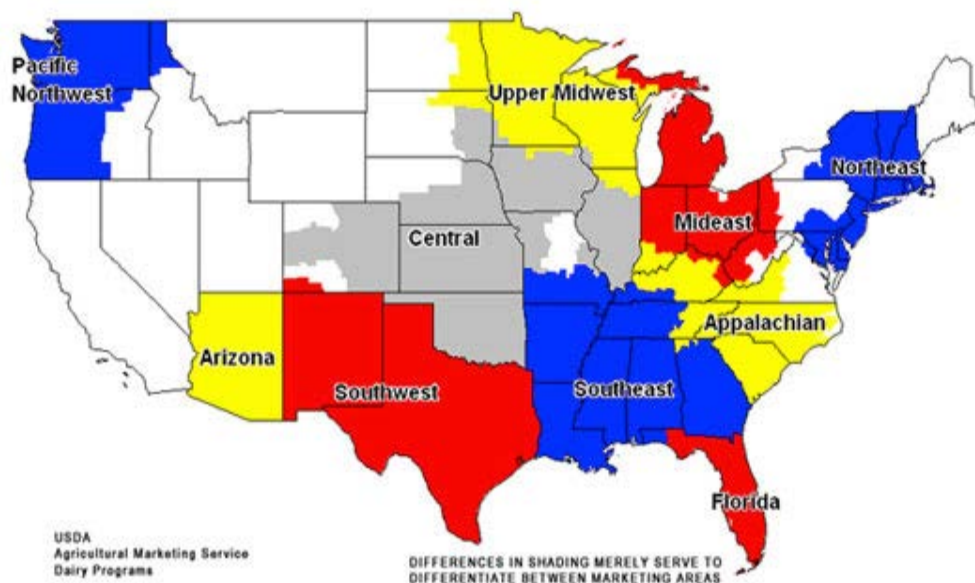 Pacific
Northwest
Upper Midwest
Northeast
Mideast
Central
Appalachian
Arizona
Southwest
Southeast
Florida
USDA
Agricultural Marketing Service
Dairy Programs
DIFFERENCES IN SHADING MERELY SERVE TO
DIFFERENTIATE BETWEEN MARKETING AREAS